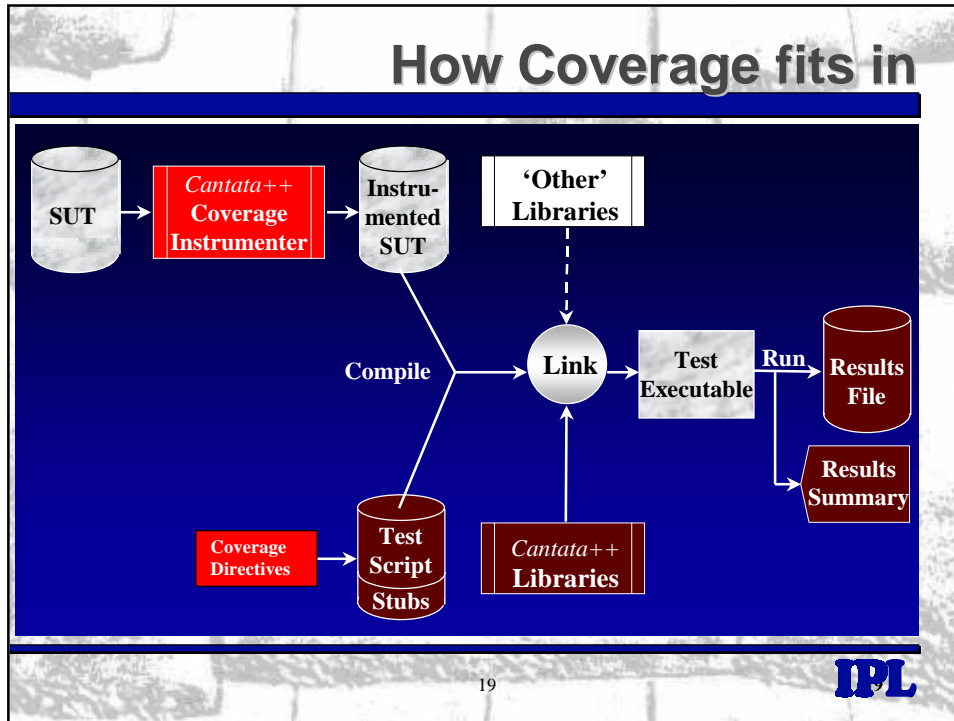 How Coverage fits in
SUT
Cantata++
Coverage
Instrumenter
Instru-
mented
SUT
‘Other’
Libraries
Compile
Link
Test
Executable
Run
Results
File
Results
Summary
Coverage
Directives
Test
Script
Stubs
Cantata++
Libraries
19
IPL